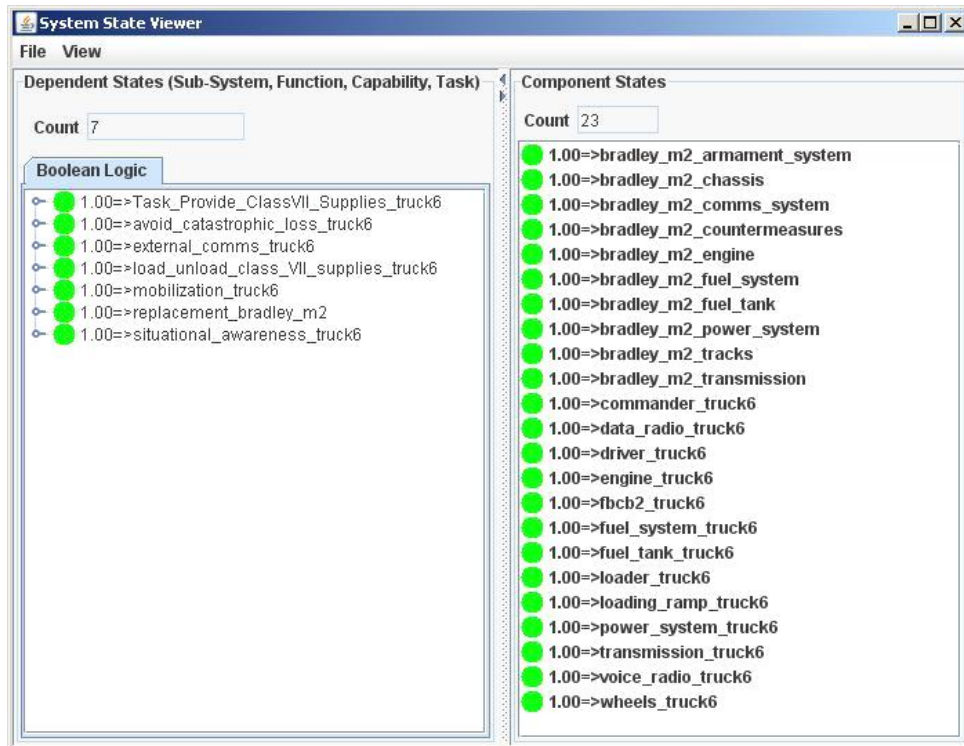 System State Viewer
File View
Dependent States (Sub-System, Function, Capability, Task)
Count 7
Boolean Logic
1.00=>Task_Provide_ClassVII_Supplies_truck6
1.00=>avoid_catastrophic_loss_truck6
1.00=>external_comms_truck6
1.00=>load_unload_class_VII_supplies_truck6
1.00=>mobilization_truck6
1.00=>replacement_bradley_m2
1.00=>situational_awareness_truck6
Component States
Count 23
1.00=>bradley_m2_armament_system
1.00=>bradley_m2_chassis
1.00=>bradley_m2_comms_system
1.00=>bradley_m2_countermeasures
1.00=>bradley_m2_engine
1.00=>bradley_m2_fuel_system
1.00=>bradley_m2_fuel_tank
1.00=>bradley_m2_power_system
1.00=>bradley_m2_tracks
1.00=>bradley_m2_transmission
1.00=>commander_truck6
1.00=>data_radio_truck6
1.00=>driver_truck6
1.00=>engine_truck6
1.00=>fbcb2_truck6
1.00=>fuel_system_truck6
1.00=>fuel_tank_truck6
1.00=>loader_truck6
1.00=>loading_ramp_truck6
1.00=>power_system_truck6
1.00=>transmission_truck6
1.00=>voice_radio_truck6
1.00=>wheels_truck6